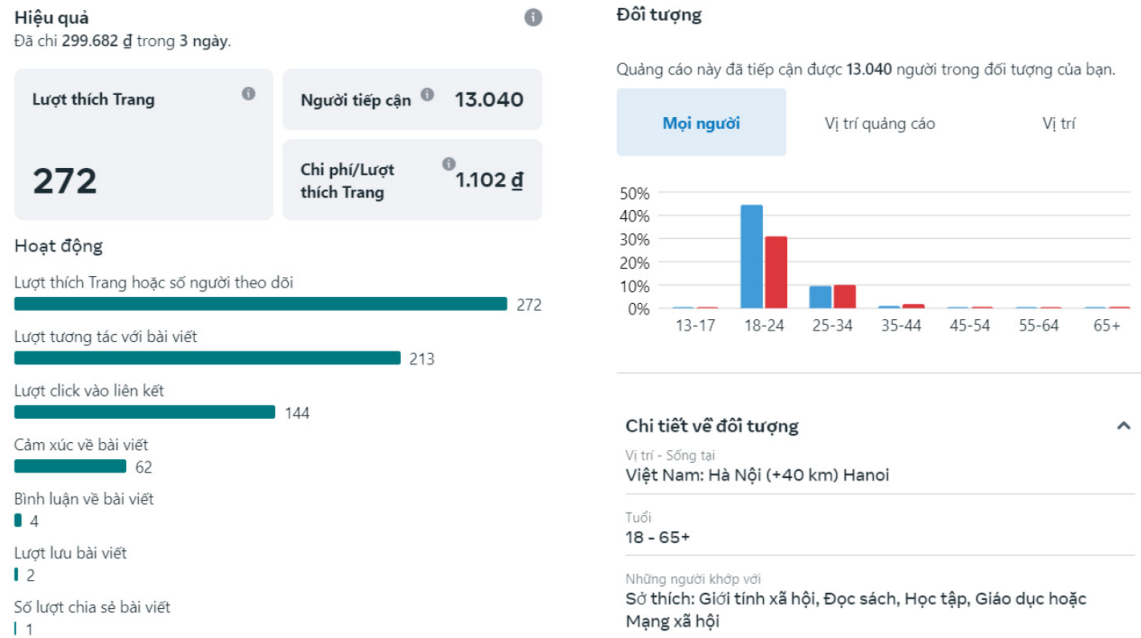 Hiệu quả
Đã chi 299.682 ₫ trong 3 ngày.
Lượt thích Trang
272
Người tiếp cận 13.040
Chi phí/Lượt
thích Trang
1.102 ₫
Hoạt động
Lượt thích Trang hoặc số người theo dõi
272
Lượt tương tác với bài viết
213
Lượt click vào liên kết
144
Cảm xúc về bài viết
62
Bình luận về bài viết
4
Lượt lưu bài viết
2
Số lượt chia sẻ bài viết
1
Đối tượng
Quảng cáo này đã tiếp cận được 13.040 người trong đối tượng của bạn.
Mọi người Vị trí quảng cáo Vị trí
50%
40%
30%
20%
10%
0%
13-17 18-24 25-34 35-44 45-54 55-64 65+
Chi tiết về đối tượng
Vị trí - Sống tại
Việt Nam: Hà Nội (+40 km) Hanoi
Tuổi
18 - 65+
Những người khớp với
Sở thích: Giới tính xã hội, Đọc sách, Học tập, Giáo dục hoặc
Mạng xã hội